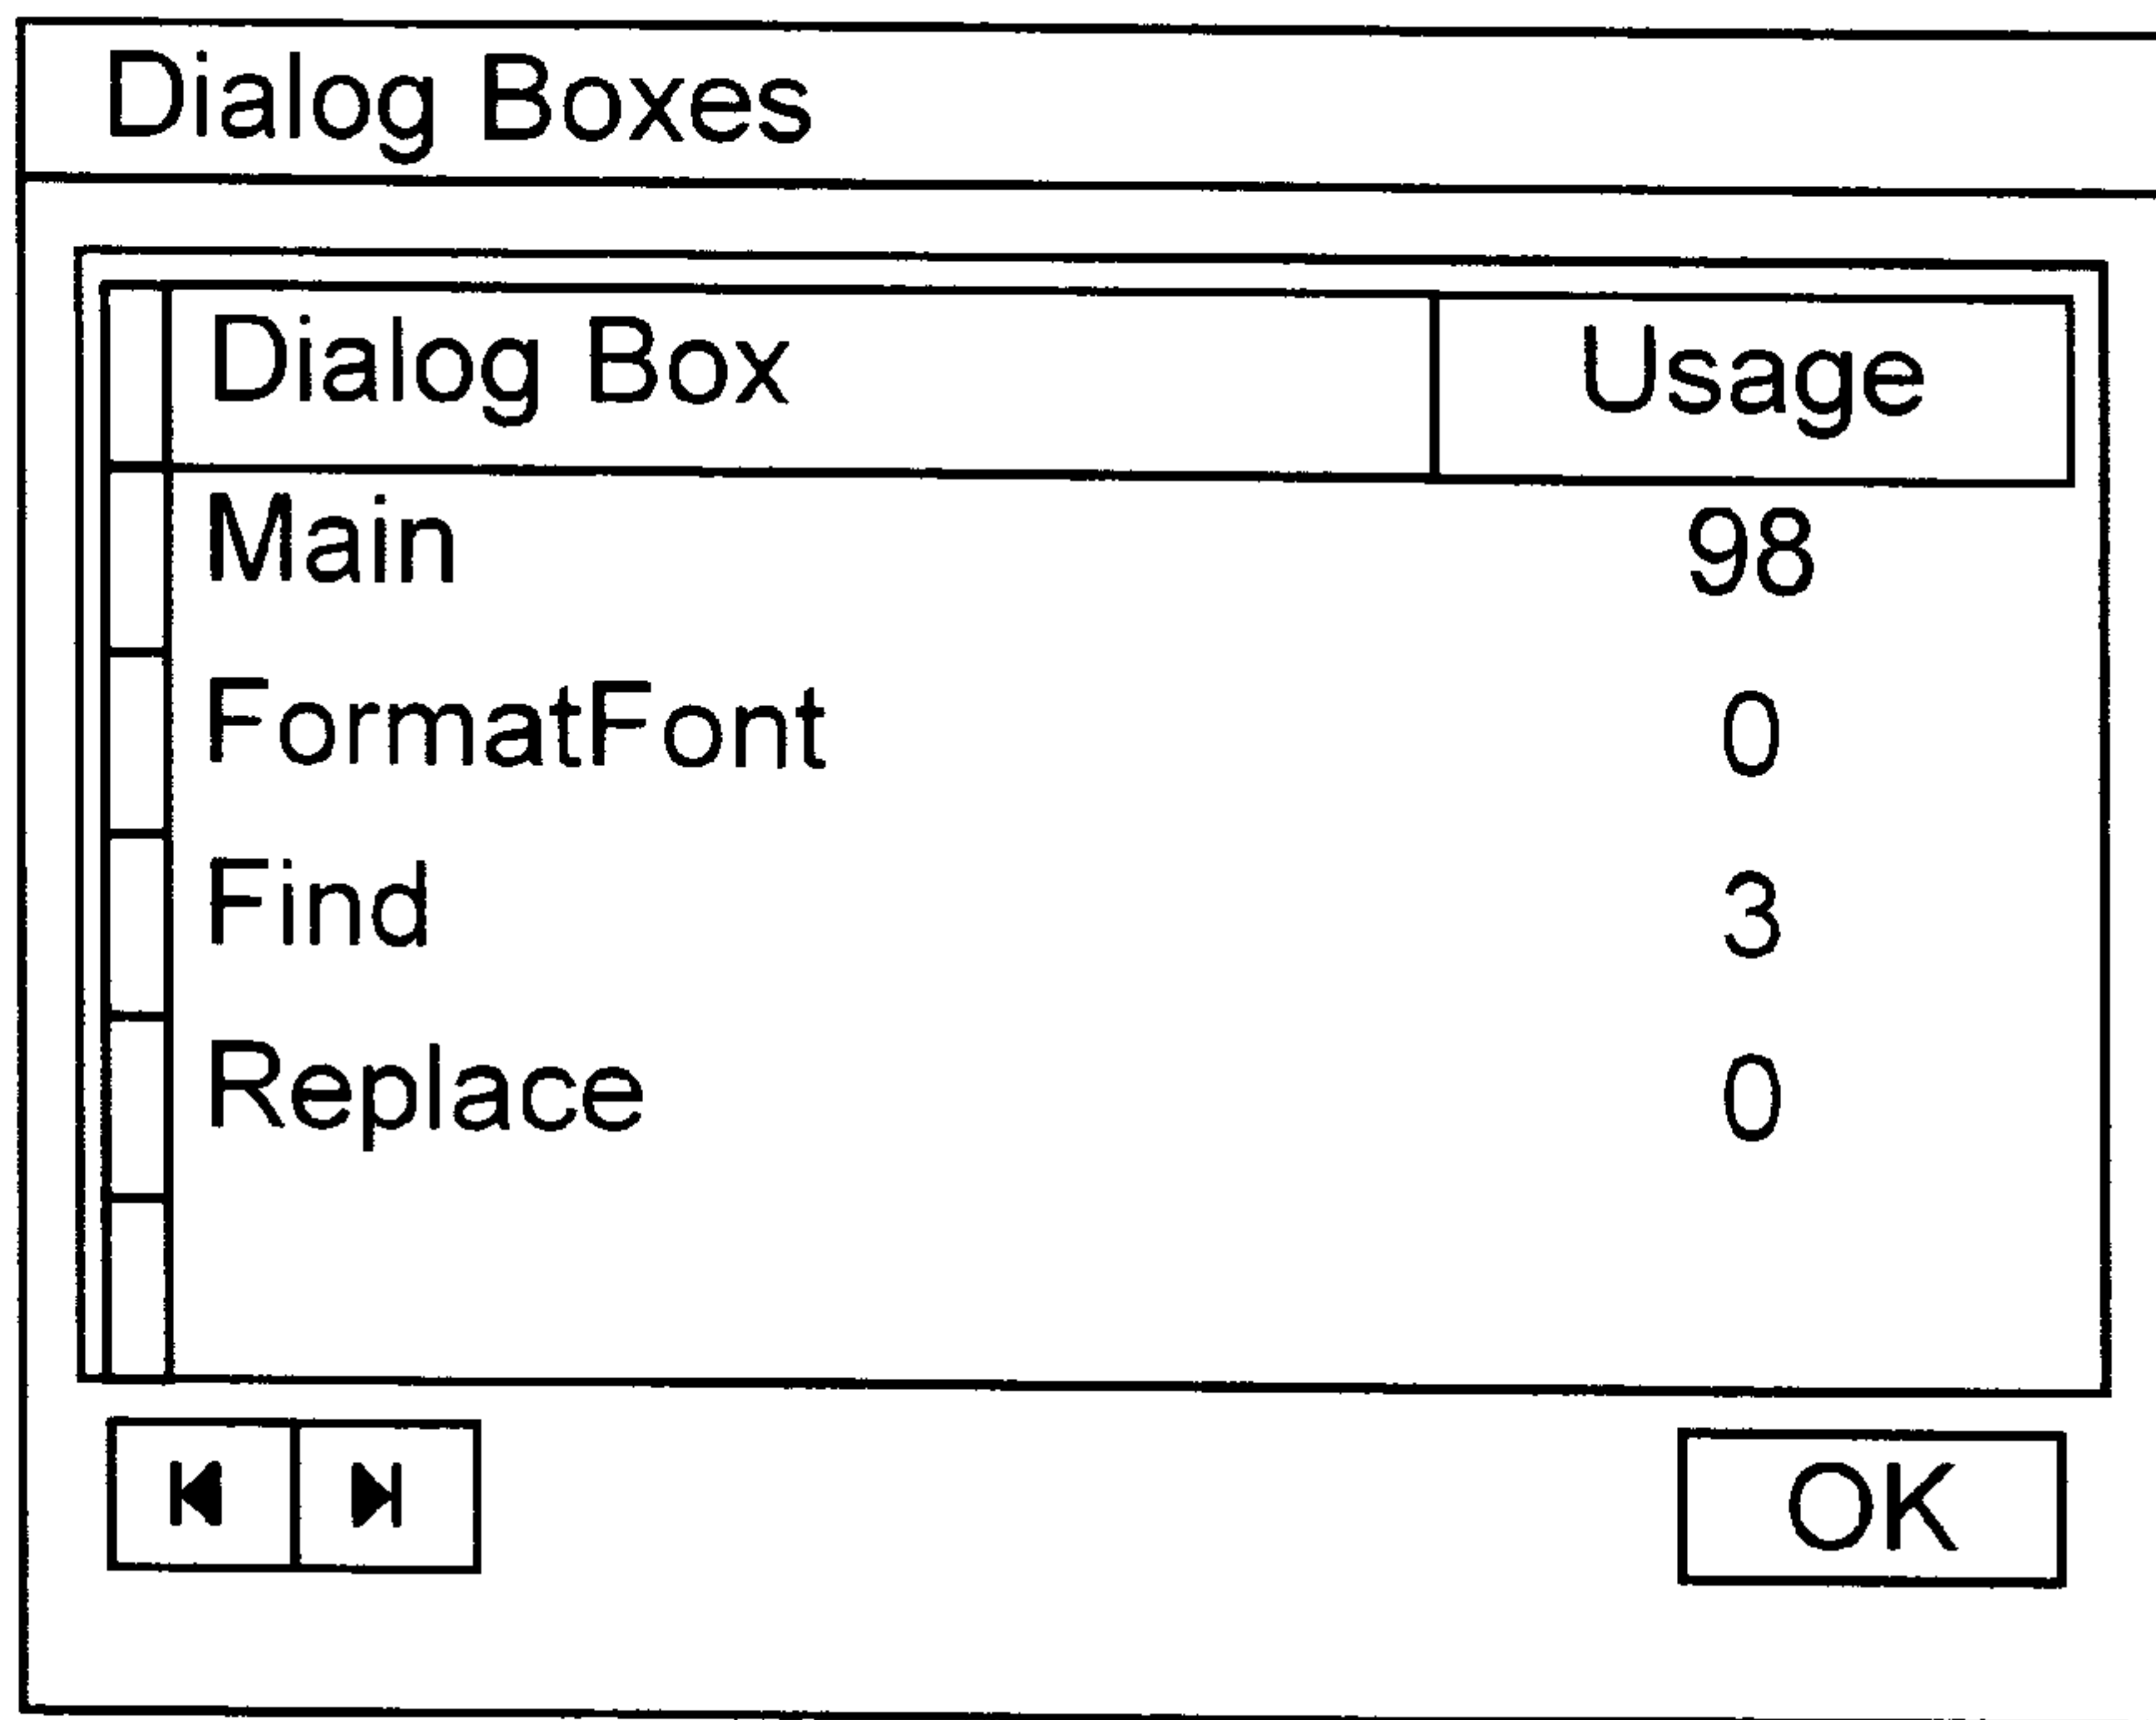 Dialog Boxes
Dialog Box Usage
Main 98
FormatFont 0
Find 3
Replace 0
OK